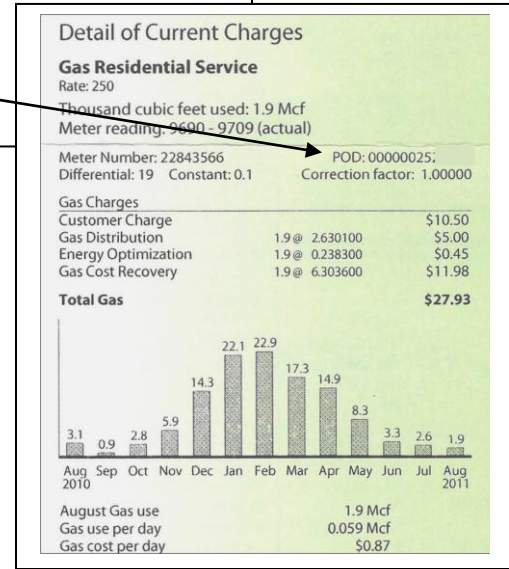 Detail of Current Charges
Gas Residential Service
Rate: 250
Thousand cubic feet used: 1.9 Mcf
Meter reading: 9690 - 9709 (actual)
Meter Number: 22843566 POD: 000000252
Differential: 19 Constant: 0.1 Correction factor: 1.00000
Gas Charges
Customer Charge $10.50
Gas Distribution 1.9 @ 2.630100 $5.00
Energy Optimization 1.9 @ 0.238300 $0.45
Gas Cost Recovery 1.9 @ 6.303600 $11.98
Total Gas $27.93
3.1 0.9 2.8 5.9 14.3 22.1 22.9 17.3 14.9 8.3 3.3 2.6 1.9
Aug Sep Oct Nov Dec Jan Feb Mar Apr May Jun Jul Aug
2010 2011
August Gas use 1.9 Mcf
Gas use per day 0.059 Mcf
Gas cost per day $0.87